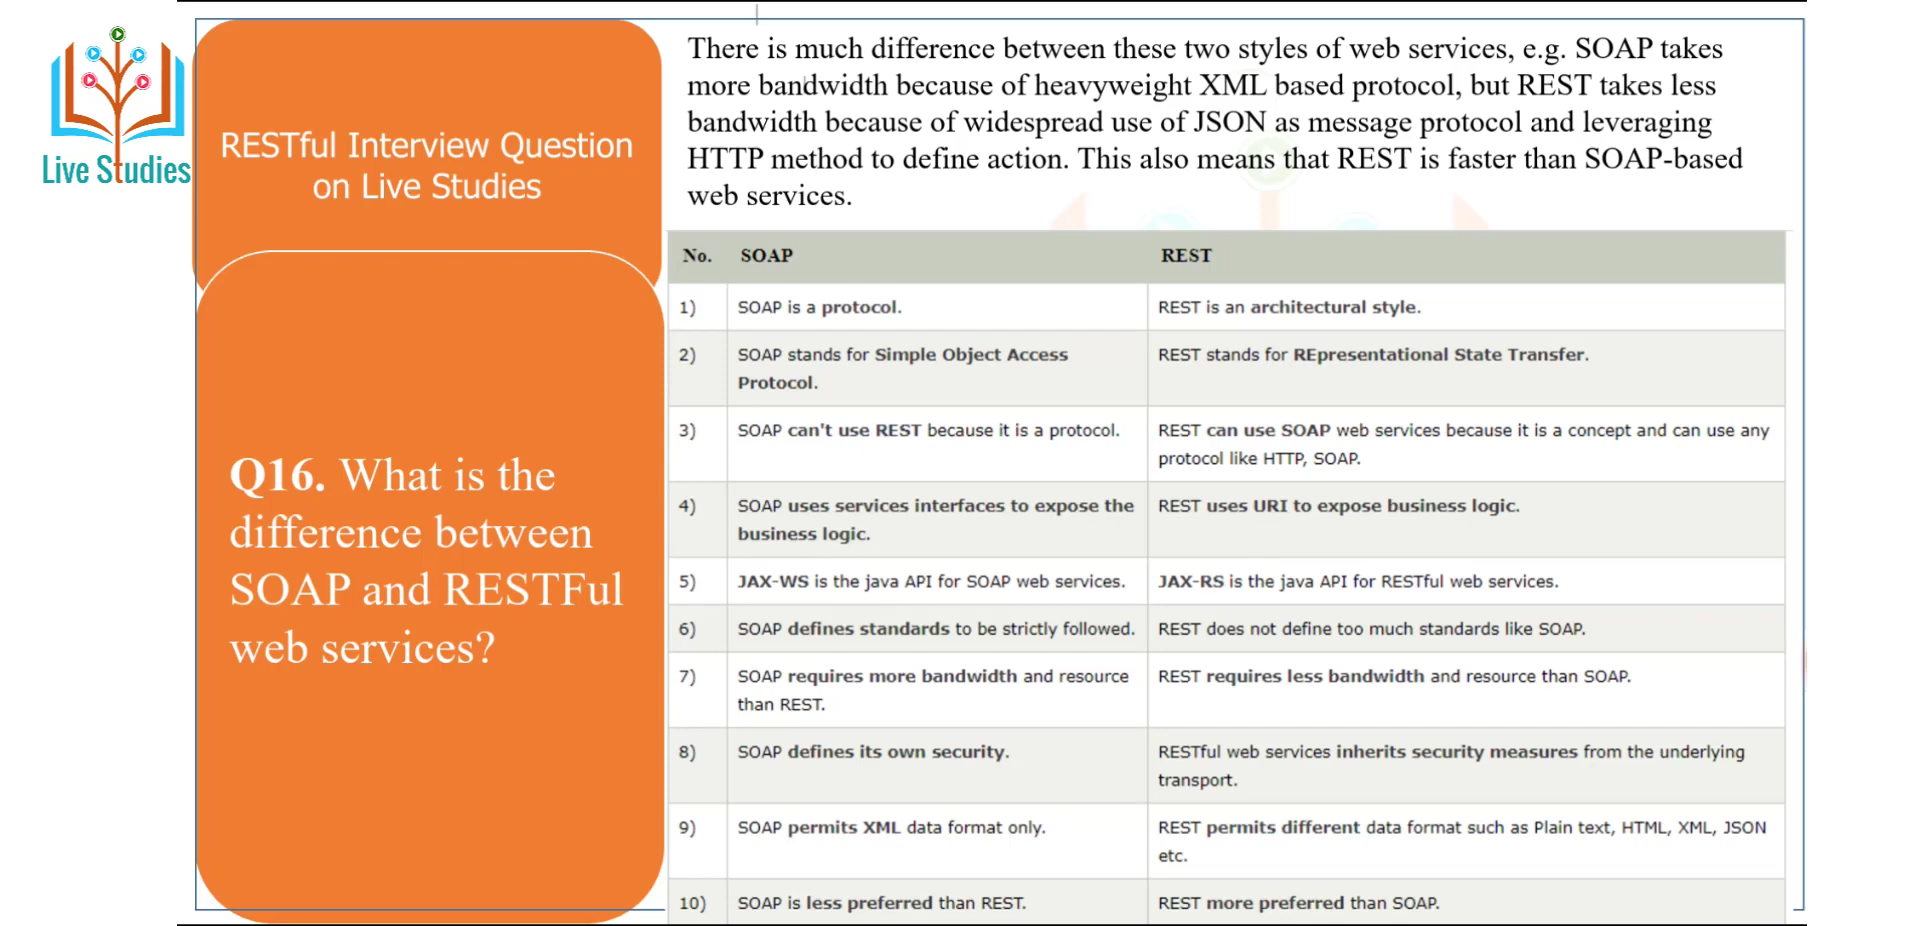 Live Studies
RESTful Interview Question
on Live Studies
Q16. What is the
difference between
SOAP and RESTFul
web services?
There is much difference between these two styles of web services, e.g. SOAP takes
more bandwidth because of heavyweight XML based protocol, but REST takes less
bandwidth because of widespread use of JSON as message protocol and leveraging
HTTP method to define action. This also means that REST is faster than SOAP-based
web services.
No. SOAP REST
1) SOAP is a protocol. REST is an architectural style.
2) SOAP stands for Simple Object Access REST stands for REpresentational State Transfer.
Protocol.
3) SOAP can't use REST because it is a protocol. REST can use SOAP web services because it is a concept and can use any
protocol like HTTP, SOAP.
4) SOAP uses services interfaces to expose the REST uses URI to expose business logic.
business logic.
5) JAX-WS is the java API for SOAP web services. JAX-RS is the java API for RESTful web services.
6) SOAP defines standards to be strictly followed. REST does not define too much standards like SOAP.
7) SOAP requires more bandwidth and resource REST requires less bandwidth and resource than SOAP.
than REST.
8) SOAP defines its own security. RESTful web services inherits security measures from the underlying
transport.
9) SOAP permits XML data format only. REST permits different data format such as Plain text, HTML, XML, JSON
etc.
10) SOAP is less preferred than REST. REST more preferred than SOAP.